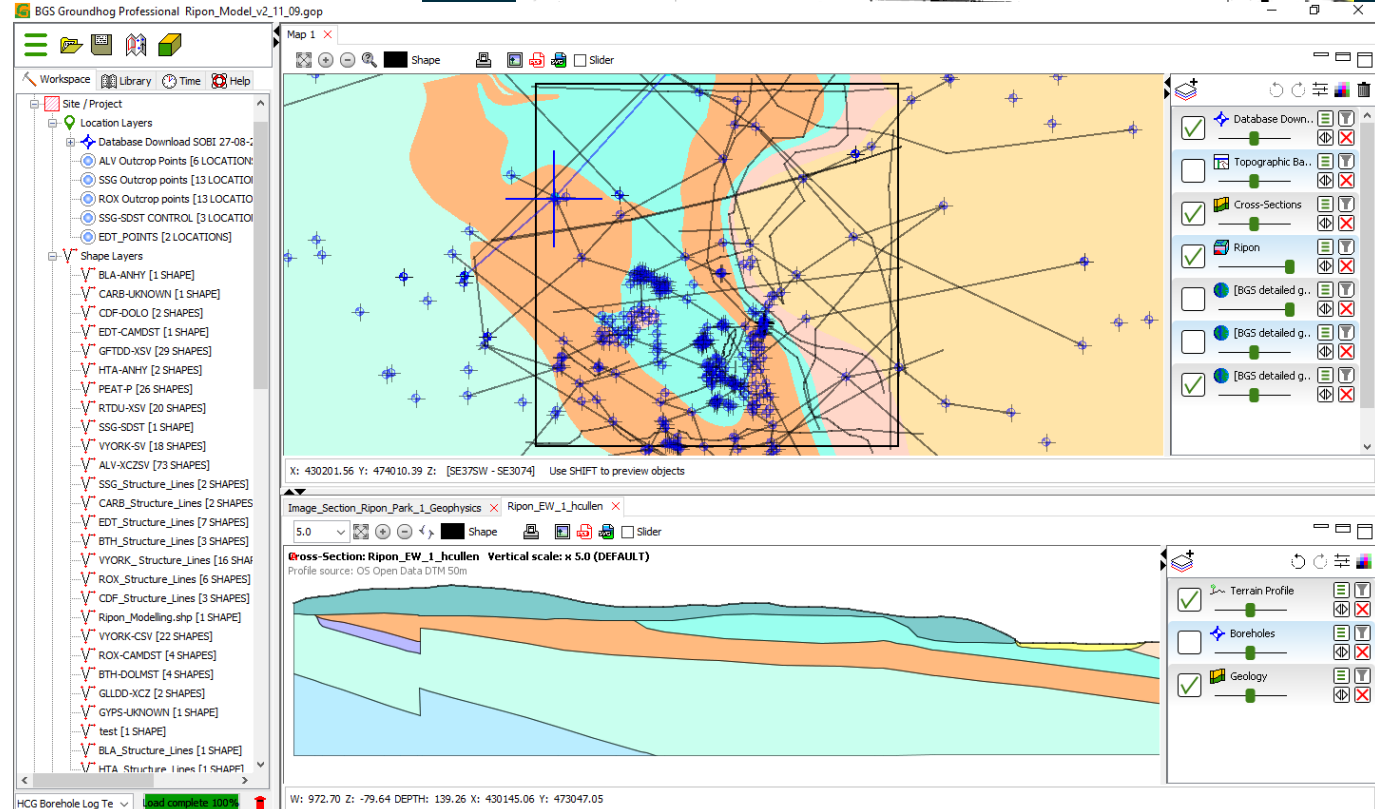 BGS Groundhog Professional Ripon_Model_v2_11_09.gop
Workspace Library Time Help
Site / Project
Location Layers
Database Download SOBI 27-08-2
ALV Outcrop Points [6 LOCATION
SSG Outcrop points [13 LOCATIO
ROX Outcrop points [13 LOCATIO
SSG-SDST CONTROL [3 LOCATIO
EDT_POINTS [2 LOCATIONS]
Shape Layers
BLA-ANHY [1 SHAPE]
CARB-UKNOWN [1 SHAPE]
CDF-DOLO [2 SHAPES]
EDT-CAMDST [1 SHAPE]
GFTDD-XSV [29 SHAPES]
HTA-ANHY [2 SHAPES]
PEAT-P [26 SHAPES]
RTDU-XSV [20 SHAPES]
SSG-SDST [1 SHAPE]
VYORK-SV [18 SHAPES]
ALV-XCZSV [73 SHAPES]
SSG_Structure_Lines [2 SHAPES]
CARB_Structure_Lines [2 SHAPES
EDT_Structure_Lines [7 SHAPES]
BTH_Structure_Lines [3 SHAPES]
VYORK_ Structure_Lines [16 SHAP
ROX_Structure_Lines [6 SHAPES]
CDF_Structure_Lines [3 SHAPES]
Ripon_Modelling.shp [1 SHAPE]
VYORK-CSV [22 SHAPES]
ROX-CAMDST [4 SHAPES]
BTH-DOLMST [4 SHAPES]
GLLDD-XCZ [2 SHAPES]
GYPS-UKNOWN [1 SHAPE]
test [1 SHAPE]
BLA_Structure_Lines [1 SHAPE]
HTA_Structure_Lines [1 SHAPE]
HCG Borehole Log Te Load complete 100%
Map 1
Shape Slider
Database Down..
Topographic Ba..
Cross-Sections
Ripon
[BGS detailed g..
[BGS detailed g..
[BGS detailed g..
X: 430201.56 Y: 474010.39 Z: [SE37SW - SE3074] Use SHIFT to preview objects
Image_Section_Ripon_Park_1_Geophysics Ripon_EW_1_hcullen
5.0 Shape Slider
Cross-Section: Ripon_EW_1_hcullen Vertical scale: x 5.0 (DEFAULT)
Profile source: OS Open Data DTM 50m
Terrain Profile
Boreholes
Geology
W: 972.70 Z: -79.64 DEPTH: 139.26 X: 430145.06 Y: 473047.05